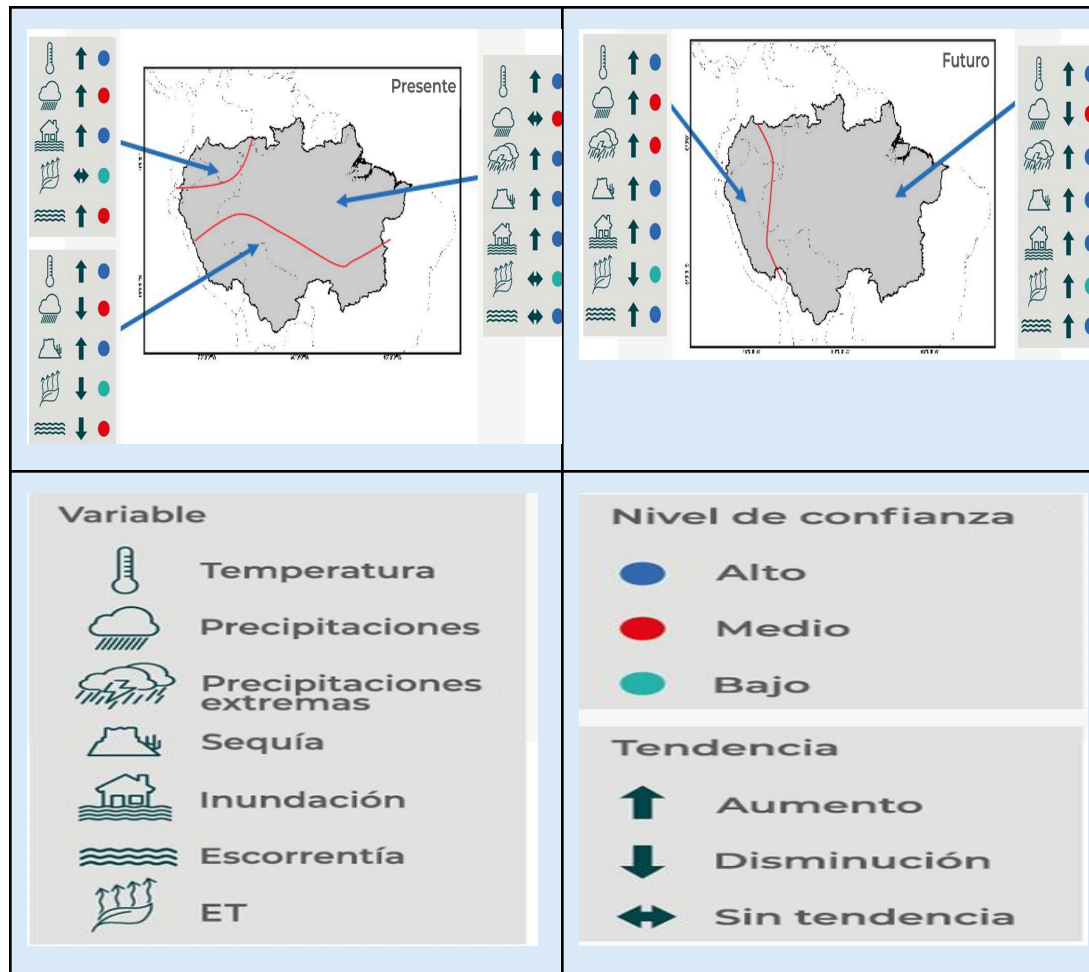 Presente
Futuro
Variable
Temperatura
Precipitaciones
Precipitaciones
extremas
Sequía
Inundación
Escorrentía
ET
Nivel de confianza
Alto
Medio
Bajo
Tendencia
Aumento
Disminución
Sin tendencia